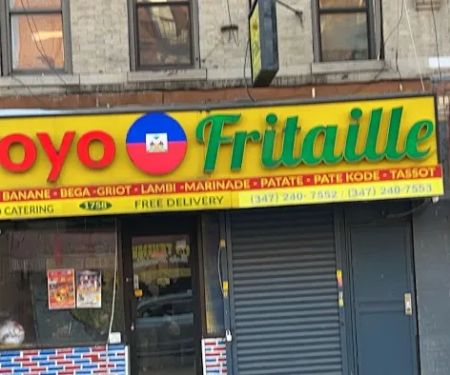 oyo Fritaille
BANANE - BEGA - GRIOT - LAMBI - MARINADE - PATATE - PATE KODE - TASSOT
CATERING 1758 FREE DELIVERY (347) 240-7552 / (347) 240-7553